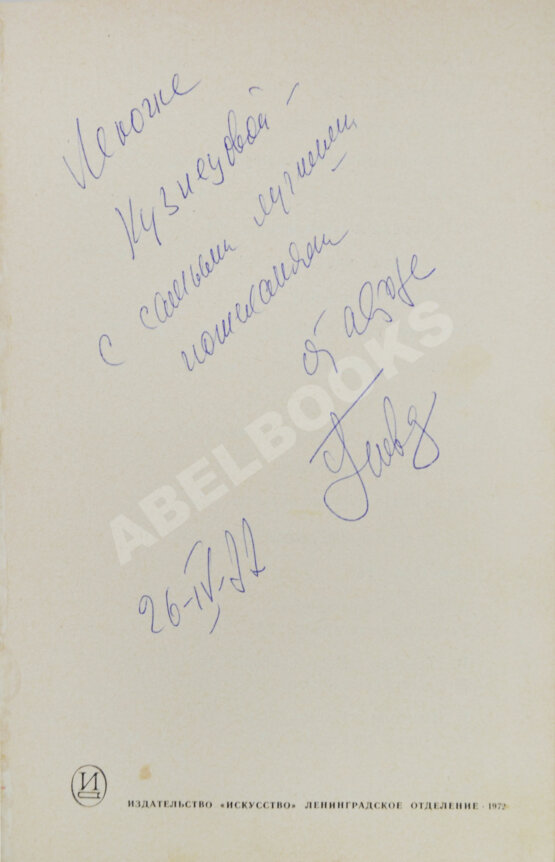 Леночке
Кузнецовой -
с самыми лучшими
пожеланиями
от автора
26-IV-77
ABELBOOKS
И
ИЗДАТЕЛЬСТВО «ИСКУССТВО» ЛЕНИНГРАДСКОЕ ОТДЕЛЕНИЕ · 1972